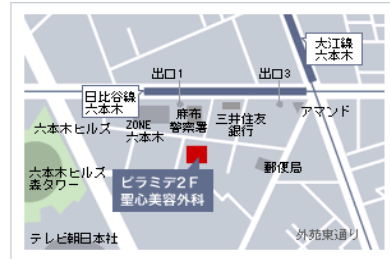 大江線
六本木
出口1
出口3
日比谷線
六本木
麻布
警察署
三井住友
銀行
アマンド
六本木ヒルズ
ZONE
六本木
六本木ヒルズ
森タワー
郵便局
ピラミデ2F
聖心美容外科
テレビ朝日本社
外苑東通り